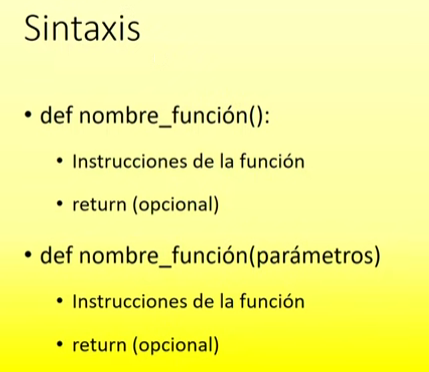 Sintaxis
• def nombre_función():
• Instrucciones de la función
• return (opcional)
• def nombre_función(parámetros)
• Instrucciones de la función
• return (opcional)